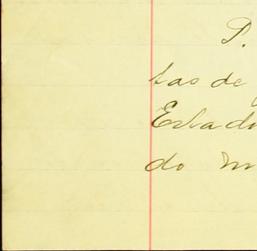 P.
tas de
Estado
do M